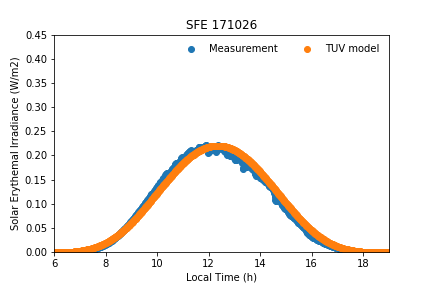 SFE 171026
Measurement
TUV model
Solar Erythemal Irradiance (W/m2)
0.45
0.40
0.35
0.30
0.25
0.20
0.15
0.10
0.05
0.00
6 8 10 12 14 16 18
Local Time (h)